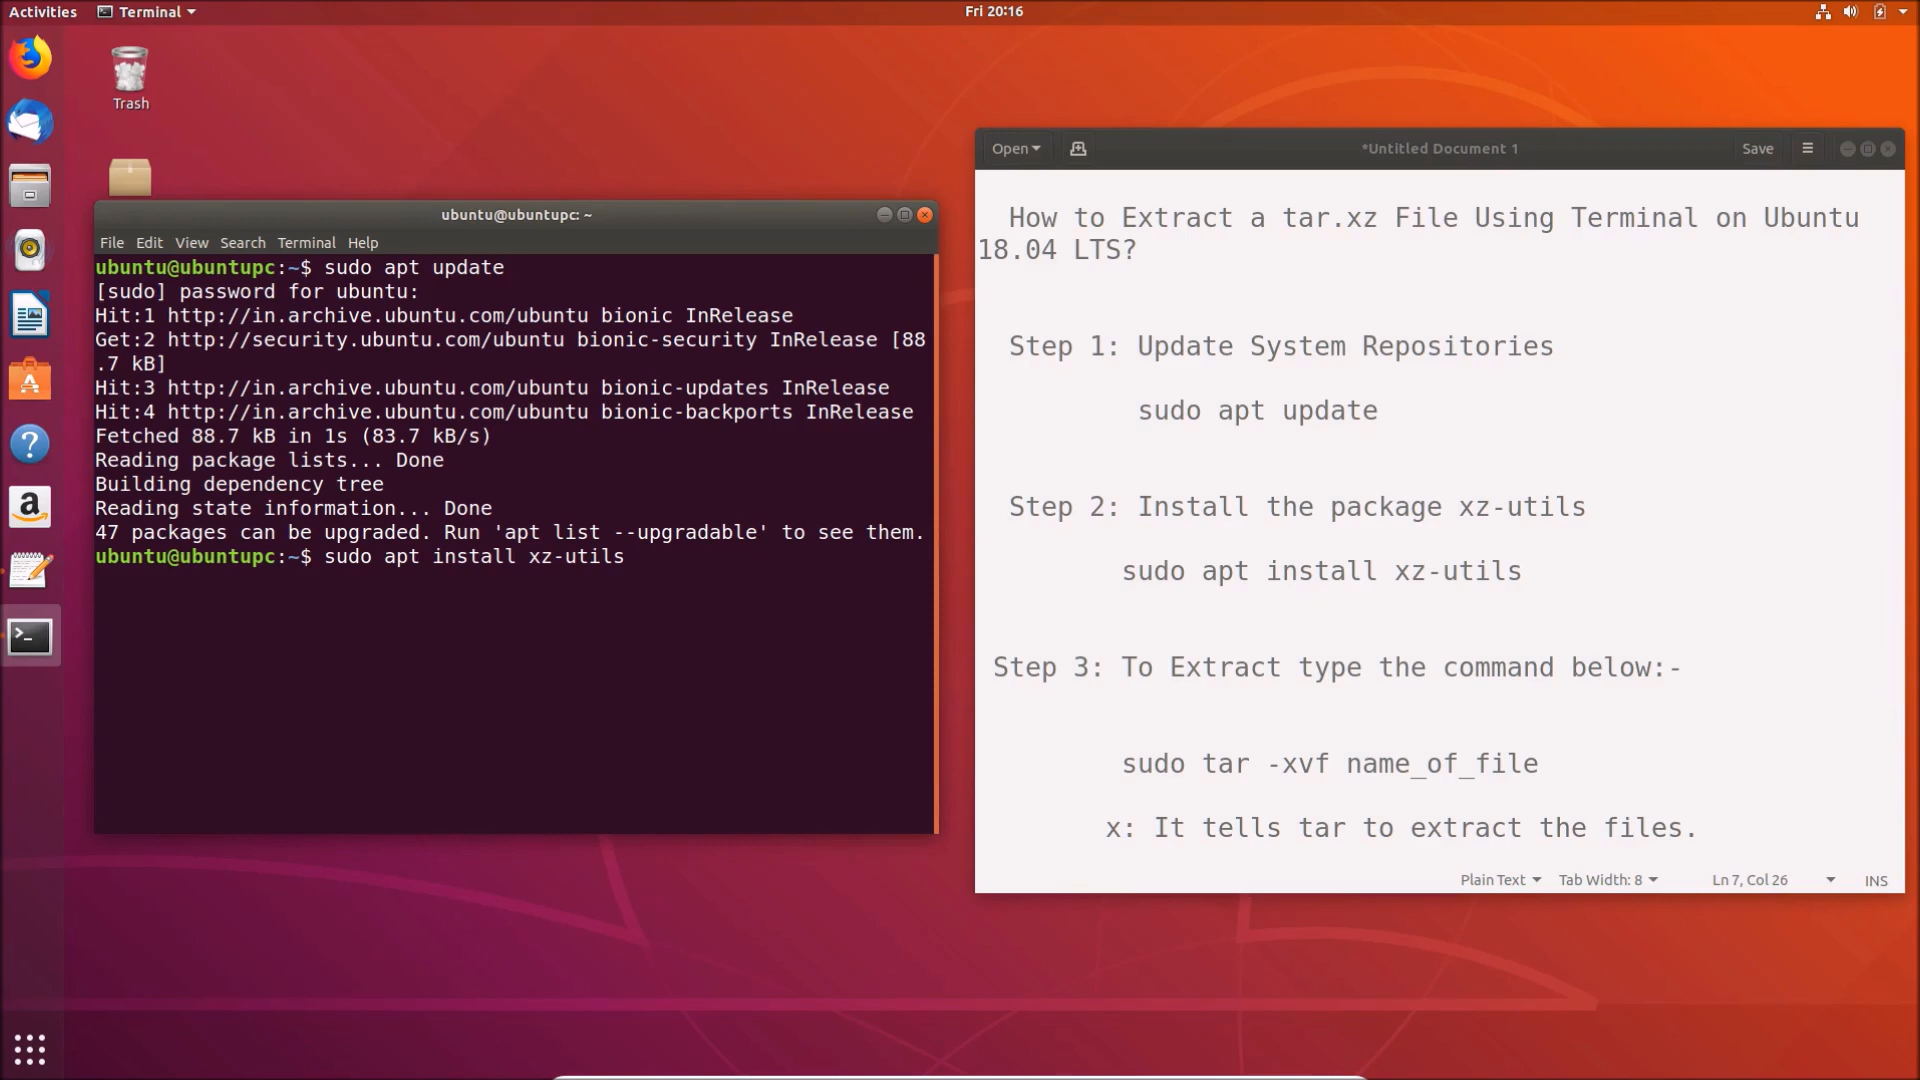 Activities
Terminal
Fri 20:16
Trash
Open
*Untitled Document 1
Save
ubuntu@ubuntupc: ~
File Edit View Search Terminal Help
ubuntu@ubuntupc:~$ sudo apt update
[sudo] password for ubuntu:
Hit:1 http://in.archive.ubuntu.com/ubuntu bionic InRelease
Get:2 http://security.ubuntu.com/ubuntu bionic-security InRelease [88
.7 kB]
Hit:3 http://in.archive.ubuntu.com/ubuntu bionic-updates InRelease
Hit:4 http://in.archive.ubuntu.com/ubuntu bionic-backports InRelease
Fetched 88.7 kB in 1s (83.7 kB/s)
Reading package lists... Done
Building dependency tree
Reading state information... Done
47 packages can be upgraded. Run 'apt list --upgradable' to see them.
ubuntu@ubuntupc:~$ sudo apt install xz-utils
How to Extract a tar.xz File Using Terminal on Ubuntu
18.04 LTS?
Step 1: Update System Repositories
sudo apt update
Step 2: Install the package xz-utils
sudo apt install xz-utils
Step 3: To Extract type the command below:-
sudo tar -xvf name_of_file
x: It tells tar to extract the files.
Plain Text
Tab Width: 8
Ln 7, Col 26
INS